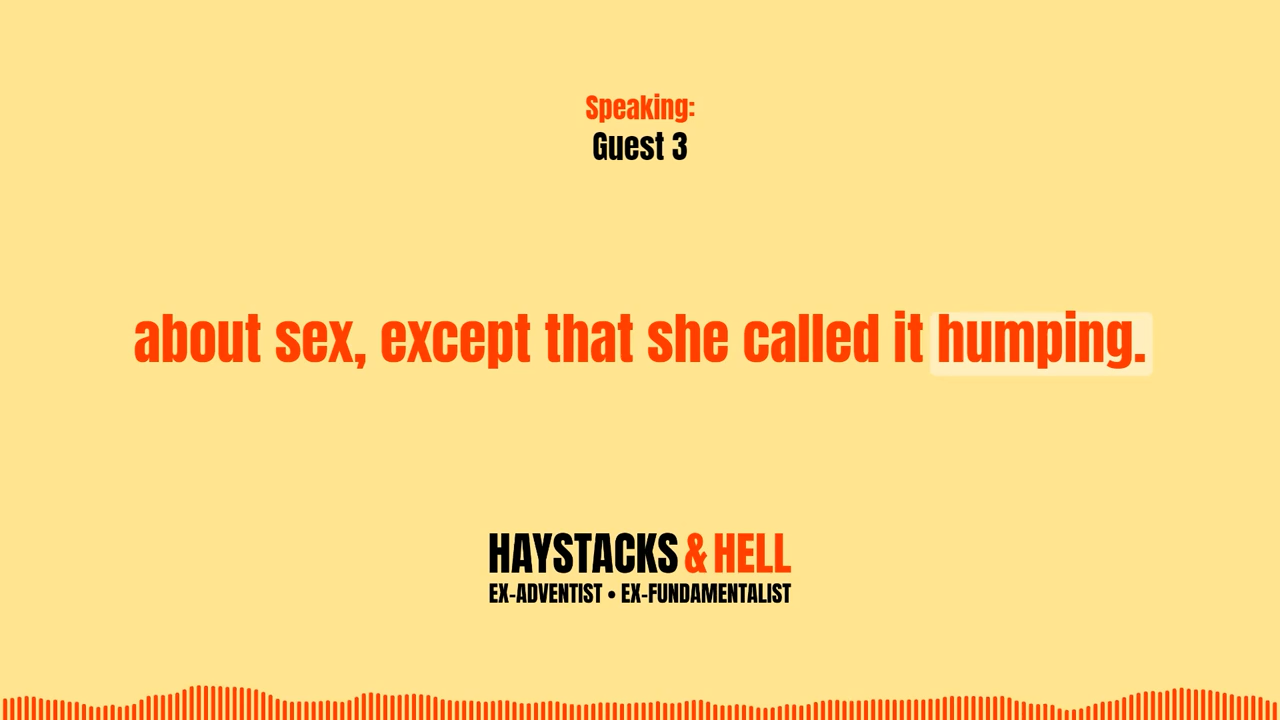 Speaking:
Guest 3
about sex, except that she called it humping.
HAYSTACKS & HELL
EX-ADVENTIST • EX-FUNDAMENTALIST